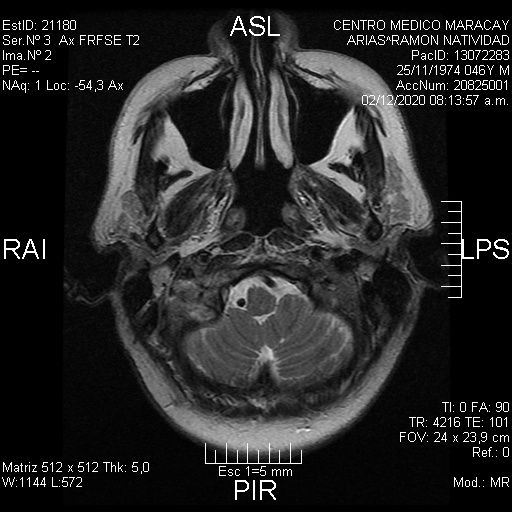 EstID: 21180
Ser.Nº 3 Ax FRFSE T2
Ima.Nº 2
PE= --
NAq: 1 Loc: -54,3 Ax
ASL
CENTRO MEDICO MARACAY
ARIAS^RAMON NATIVIDAD
PacID: 13072283
25/11/1974 046Y M
AccNum: 20825001
02/12/2020 08:13:57 a.m.
RAI
LPS
TI: 0 FA: 90
TR: 4216 TE: 101
FOV: 24 x 23,9 cm
Ref.: 0
Mod.: MR
Esc 1=5 mm
PIR
Matriz 512 x 512 Thk: 5,0
W:1144 L:572